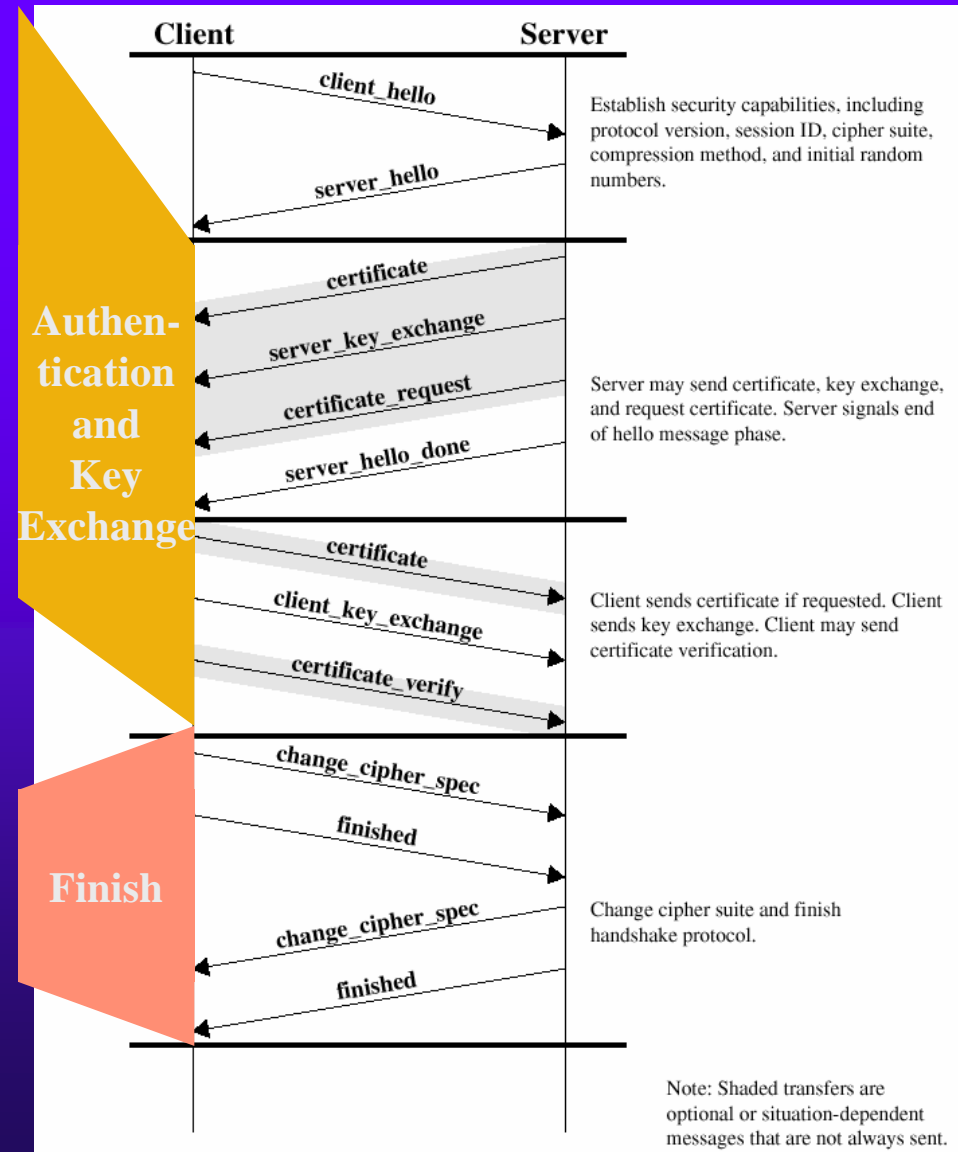 Client
Server
client_hello
Establish security capabilities, including
protocol version, session ID, cipher suite,
compression method, and initial random
numbers.
server_hello
certificate
server_key_exchange
certificate_request
server_hello_done
Server may send certificate, key exchange,
and request certificate. Server signals end
of hello message phase.
Authen-
tication
and
Key
Exchange
certificate
client_key_exchange
certificate_verify
Client sends certificate if requested. Client
sends key exchange. Client may send
certificate verification.
change_cipher_spec
finished
change_cipher_spec
finished
Finish
Change cipher suite and finish
handshake protocol.
Note: Shaded transfers are
optional or situation-dependent
messages that are not always sent.